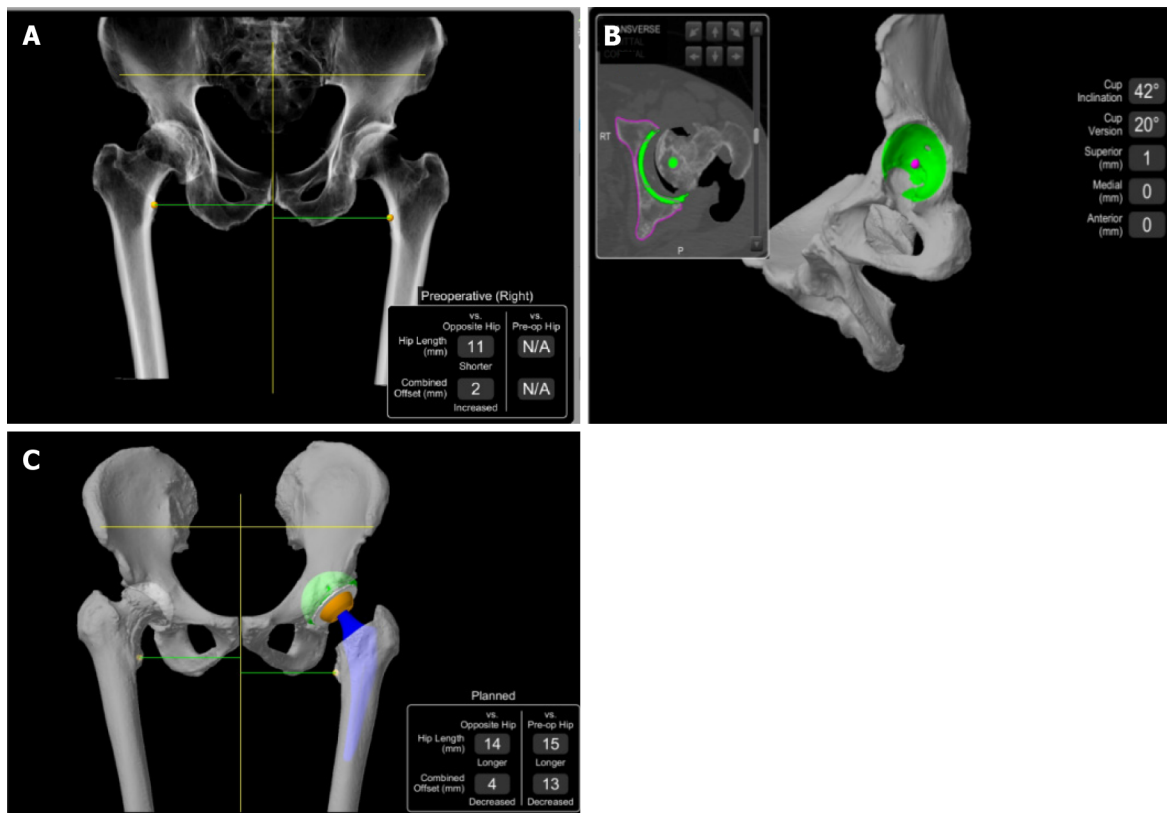 A
Preoperative (Right)
vs.
Opposite Hip
vs.
Pre-op Hip
Hip Length
(mm)
11
N/A
Shorter
Combined
Offset (mm)
2
N/A
Increased
B
RT
P
Cup
Inclination
42°
Cup
Version
20°
Superior
(mm)
1
Medial
(mm)
0
Anterior
(mm)
0
C
Planned
vs.
Opposite Hip
vs.
Pre-op Hip
Hip Length
(mm)
14
15
Longer
Longer
Combined
Offset (mm)
4
13
Decreased
Decreased